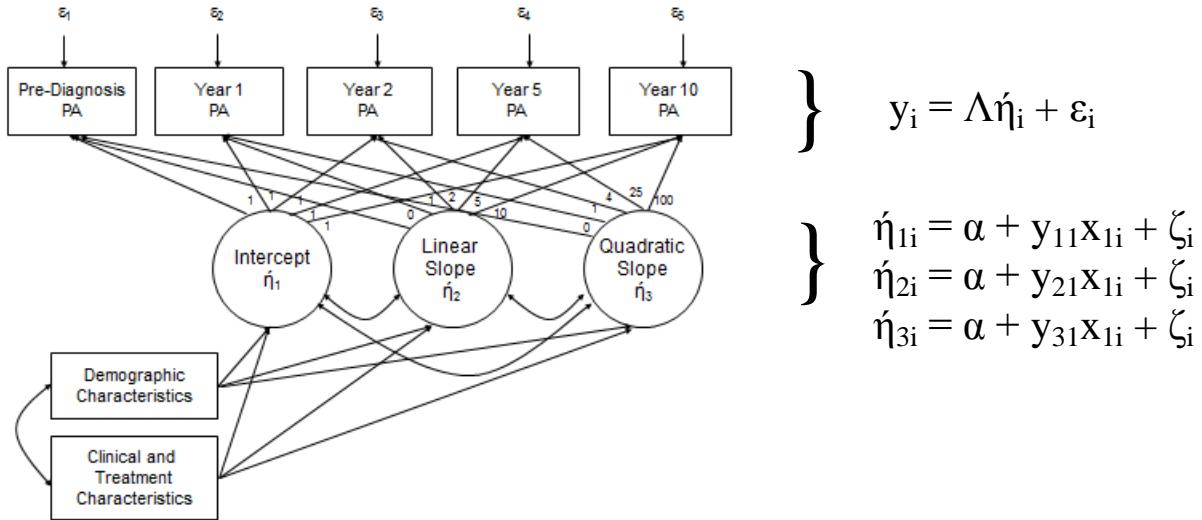 ε1 ε2 ε3 ε4 ε5
Pre-Diagnosis
PA
Year 1
PA
Year 2
PA
Year 5
PA
Year 10
PA
} yi = Λήi + εi
1 1 1 1 1
0 1 2 5 10
0 1 4 25 100
Intercept
ή1
Linear
Slope
ή2
Quadratic
Slope
ή3
} ή1i = α + y11x1i + ζi
ή2i = α + y21x1i + ζi
ή3i = α + y31x1i + ζi
Demographic
Characteristics
Clinical and
Treatment
Characteristics